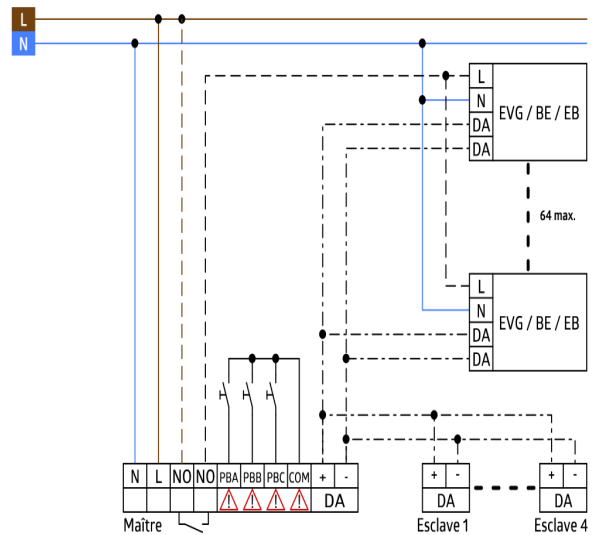 L
N
L
N
DA
DA
EVG / BE / EB
64 max.
L
N
DA
DA
EVG / BE / EB
N L NO NO PBA PBB PBC COM + -
DA
+ -
DA
+ -
DA
Maître
Esclave 1
Esclave 4